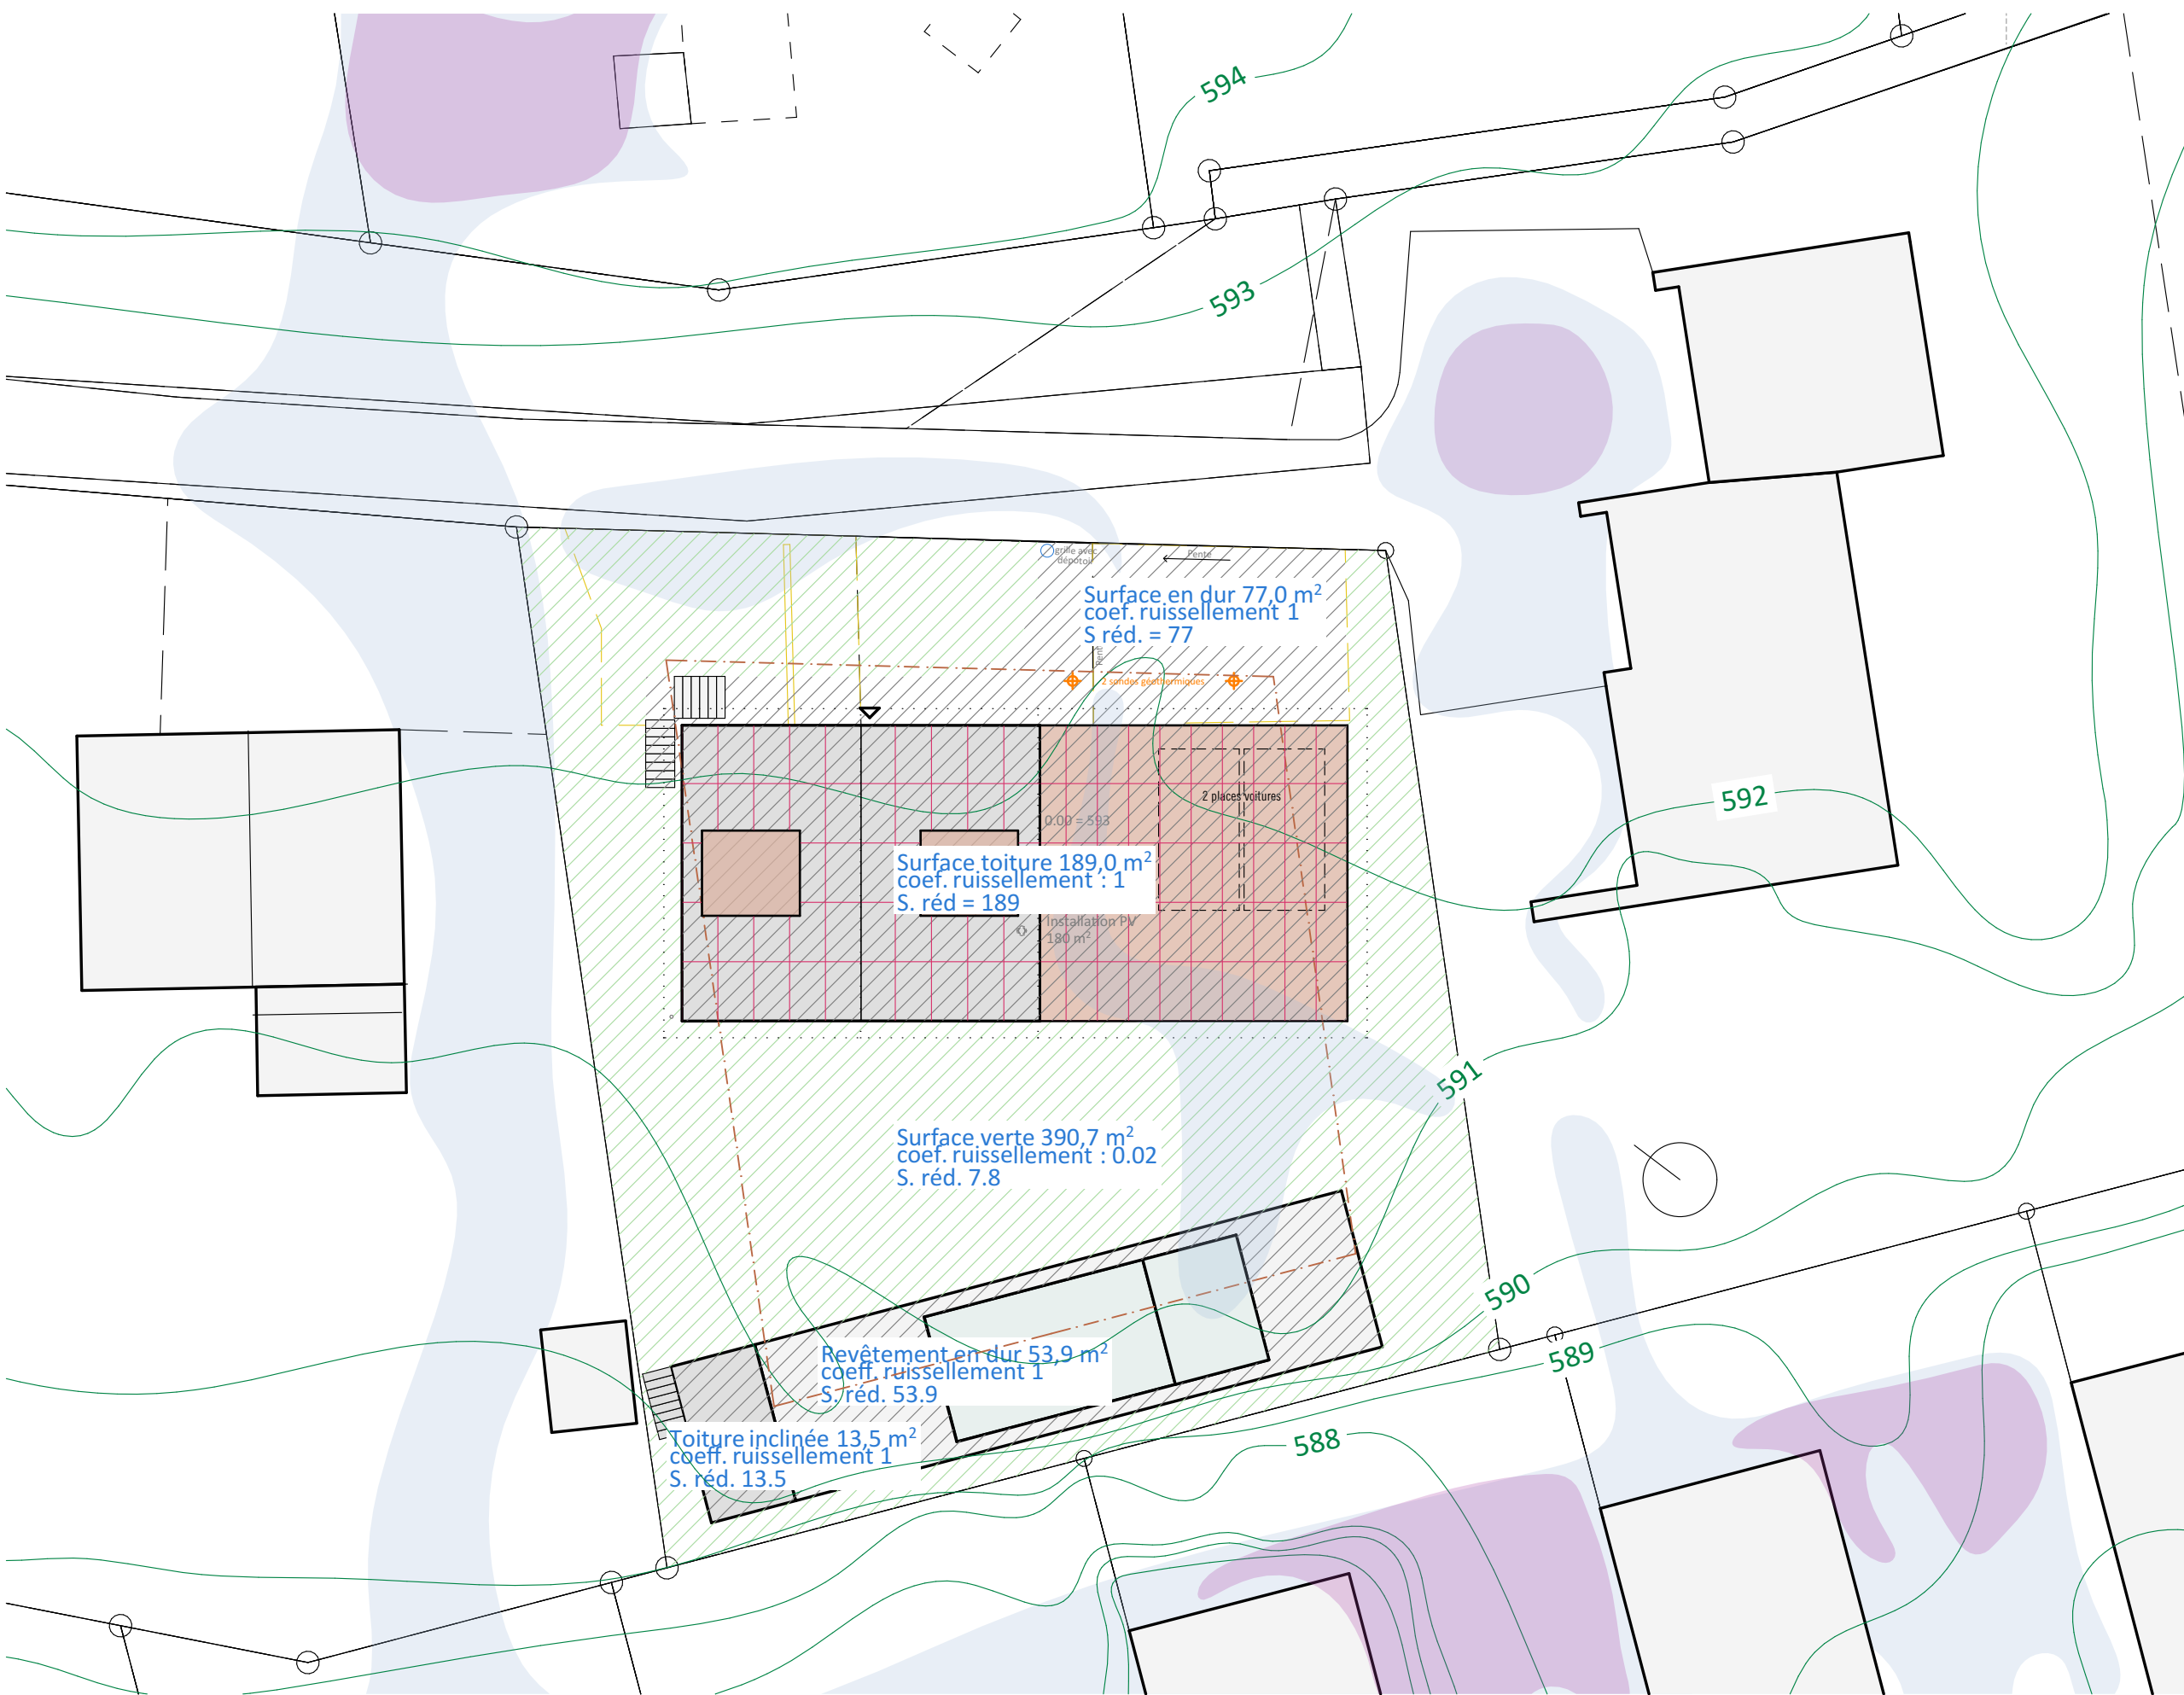 594
593
grille avec
dépotoir
Pente
Surface en dur 77,0 m²
coef. ruissellement 1
S réd. = 77
2 sondes géothermiques
2 places voitures
592
0.00 = 593
Surface toiture 189,0 m²
coef. ruissellement : 1
S. réd = 189
Installation PV
180 m²
591
Surface verte 390,7 m²
coef. ruissellement : 0.02
S. réd. 7.8
590
Revêtement en dur 53,9 m²
coeff. ruissellement 1
S. réd. 53.9
589
Toiture inclinée 13,5 m²
coeff. ruissellement 1
S. réd. 13.5
588